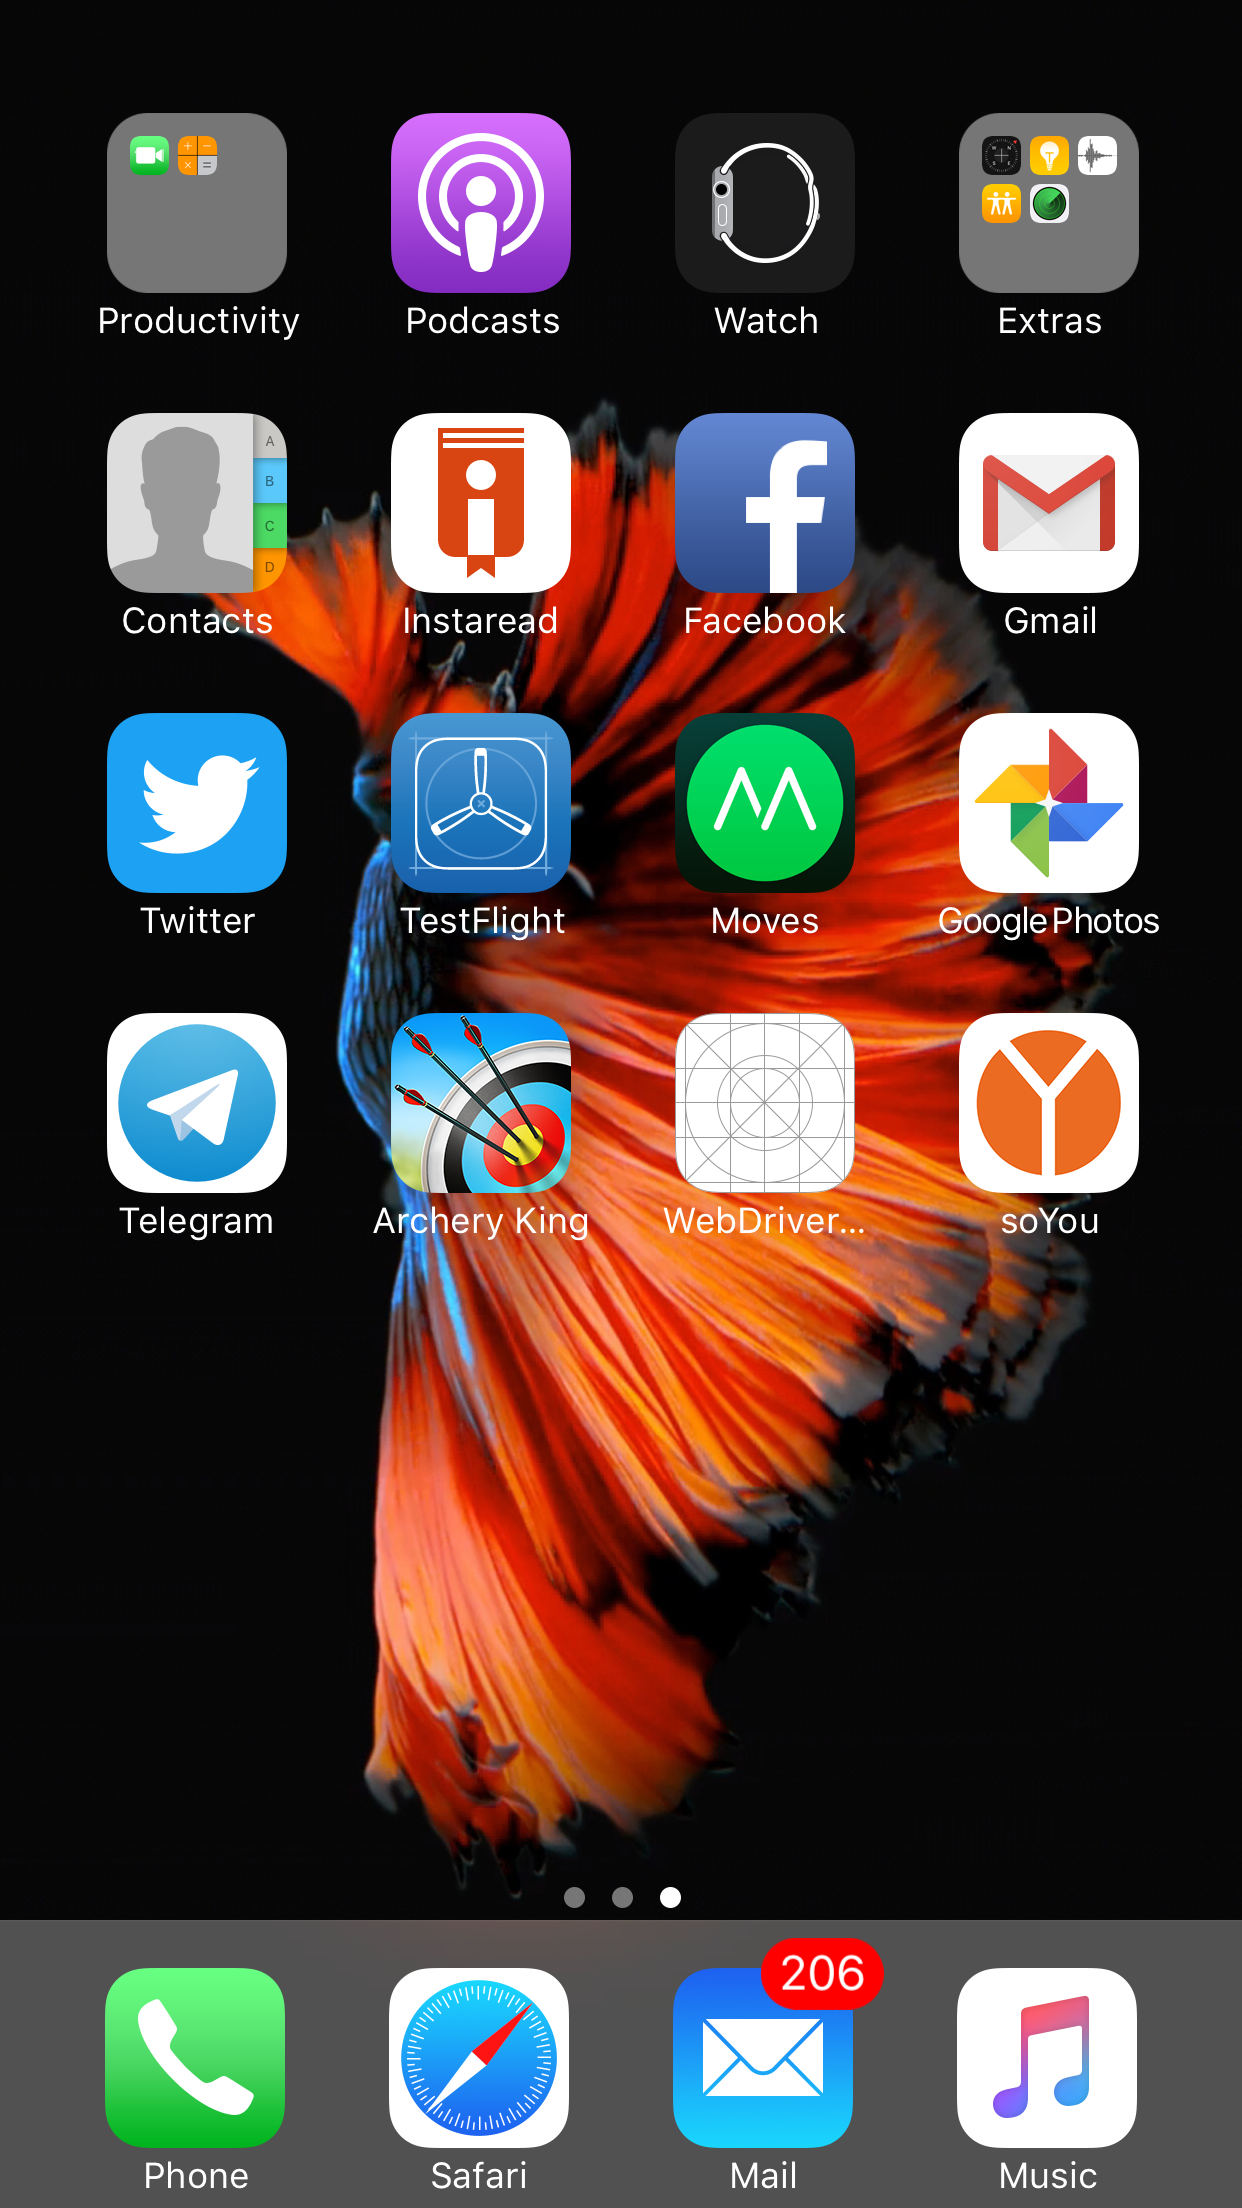 Productivity
Podcasts
Watch
Extras
A
B
C
D
Contacts
Instaread
Facebook
Gmail
Twitter
TestFlight
Moves
Google Photos
Telegram
Archery King
WebDriver...
soYou
206
Phone
Safari
Mail
Music